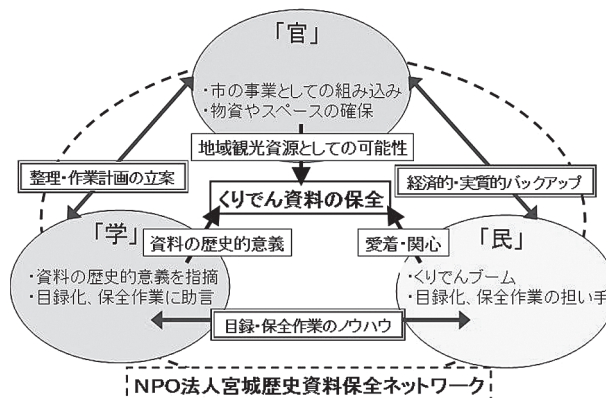 「官」
・市の事業としての組み込み
・物資やスペースの確保
地域観光資源としての可能性
整理・作業計画の立案
経済的・実質的バックアップ
くりでん資料の保全
「学」
資料の歴史的意義
愛着・関心
「民」
・資料の歴史的意義を指摘
・目録化、保全作業に助言
・くりでんブーム
・目録化、保全作業の担い手
目録・保全作業のノウハウ
NPO法人宮城歴史資料保全ネットワーク